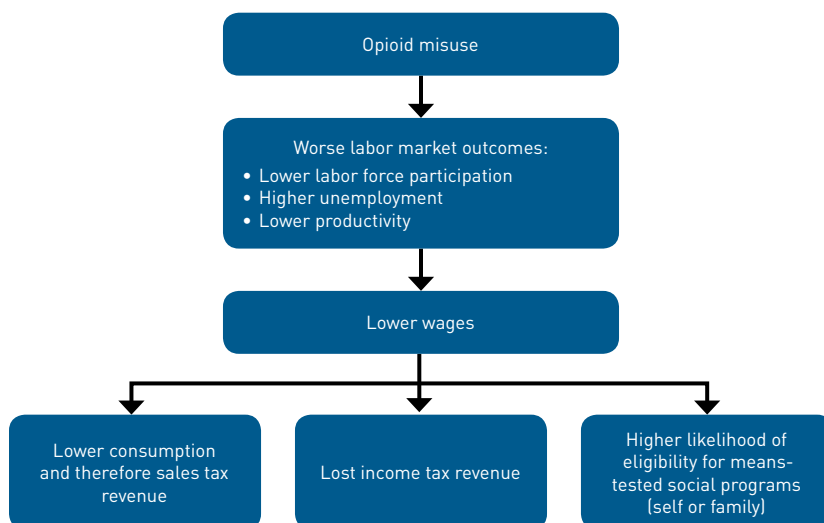 Opioid misuse
Worse labor market outcomes:
• Lower labor force participation
• Higher unemployment
• Lower productivity
Lower wages
Lower consumption
and therefore sales tax
revenue
Lost income tax revenue
Higher likelihood of
eligibility for means-
tested social programs
(self or family)